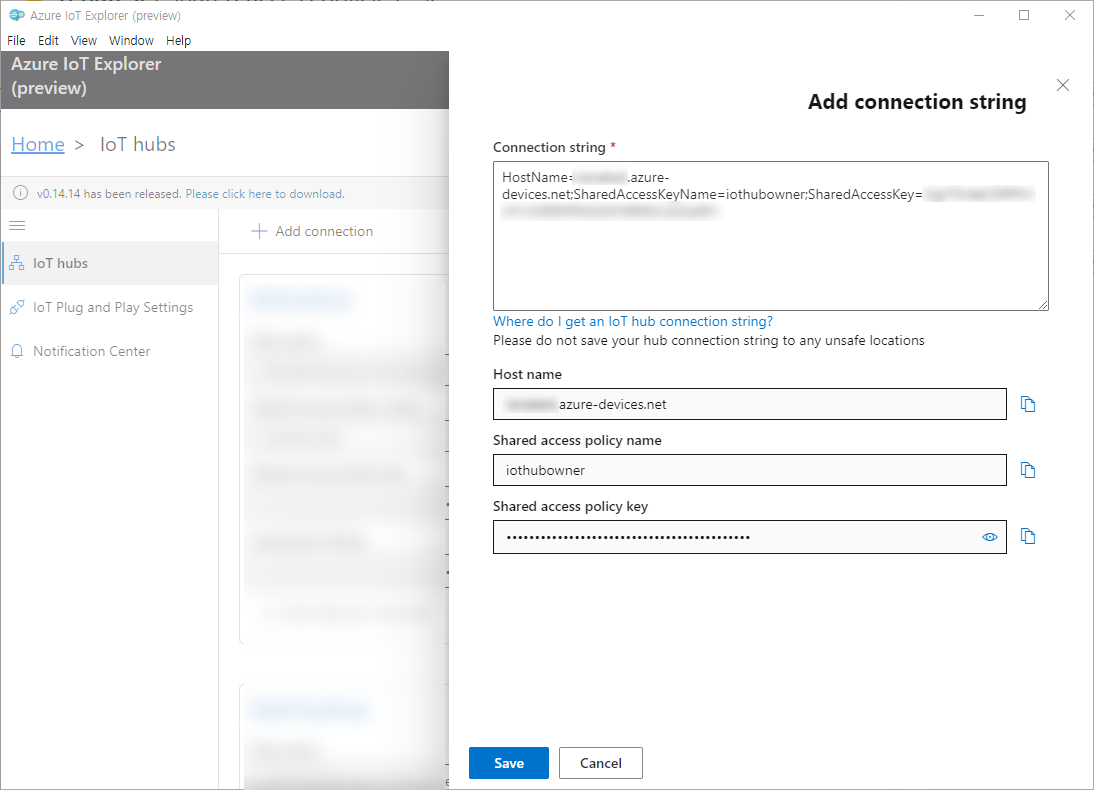 Azure IoT Explorer (preview)
File Edit View Window Help
Azure IoT Explorer
(preview)
Home > IoT hubs
v0.14.14 has been released. Please click here to download.
Add connection
IoT hubs
IoT Plug and Play Settings
Notification Center
Add connection string
Connection string *
HostName=.azure-
devices.net;SharedAccessKeyName=iothubowner;SharedAccessKey=
Where do I get an IoT hub connection string?
Please do not save your hub connection string to any unsafe locations
Host name
.azure-devices.net
Shared access policy name
iothubowner
Shared access policy key
•••••••••••••••••••••••••••••••••••••••••••
Save Cancel